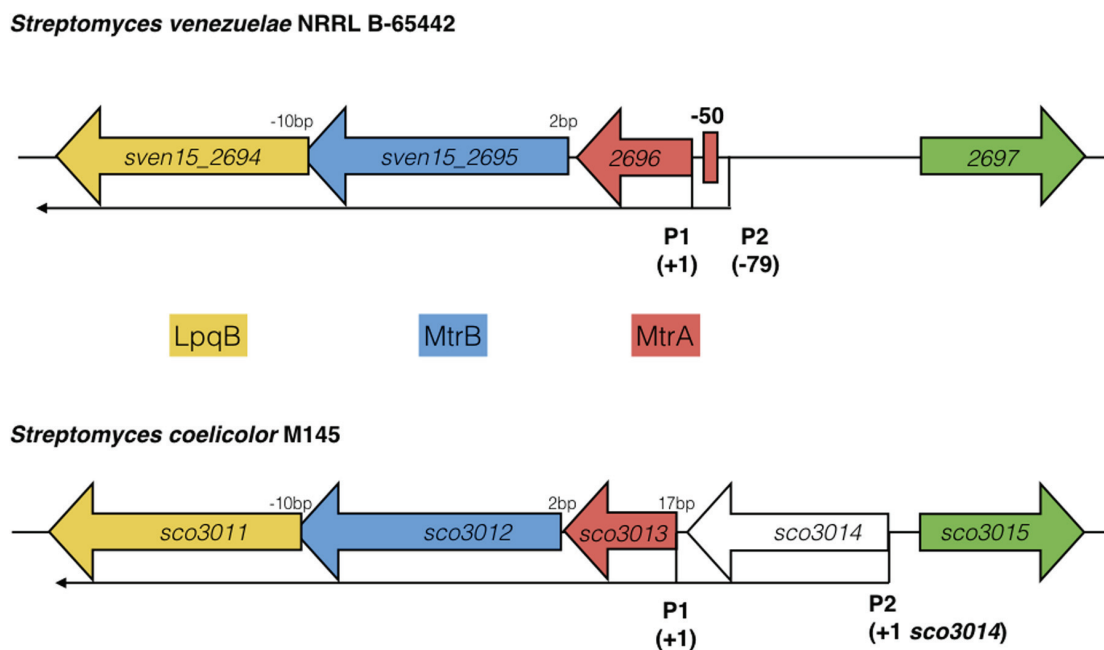 Streptomyces venezuelae NRRL B-65442
-10bp 2bp -50
sven15_2694 sven15_2695 2696 2697
P1 P2
(+1) (-79)
LpqB MtrB MtrA
Streptomyces coelicolor M145
-10bp 2bp 17bp
sco3011 sco3012 sco3013 sco3014 sco3015
P1 P2
(+1) (+1 sco3014)